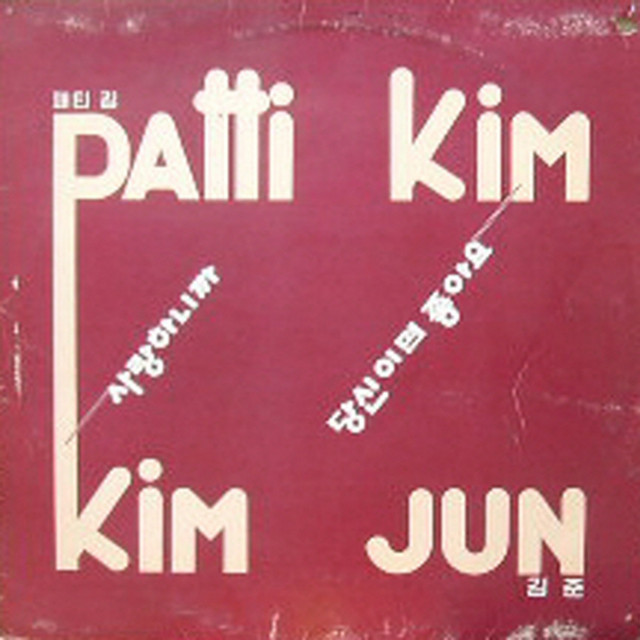 패티 김
PAtti KiM
사랑하니까
당신이면 좋아요
KiM JUN
김 준